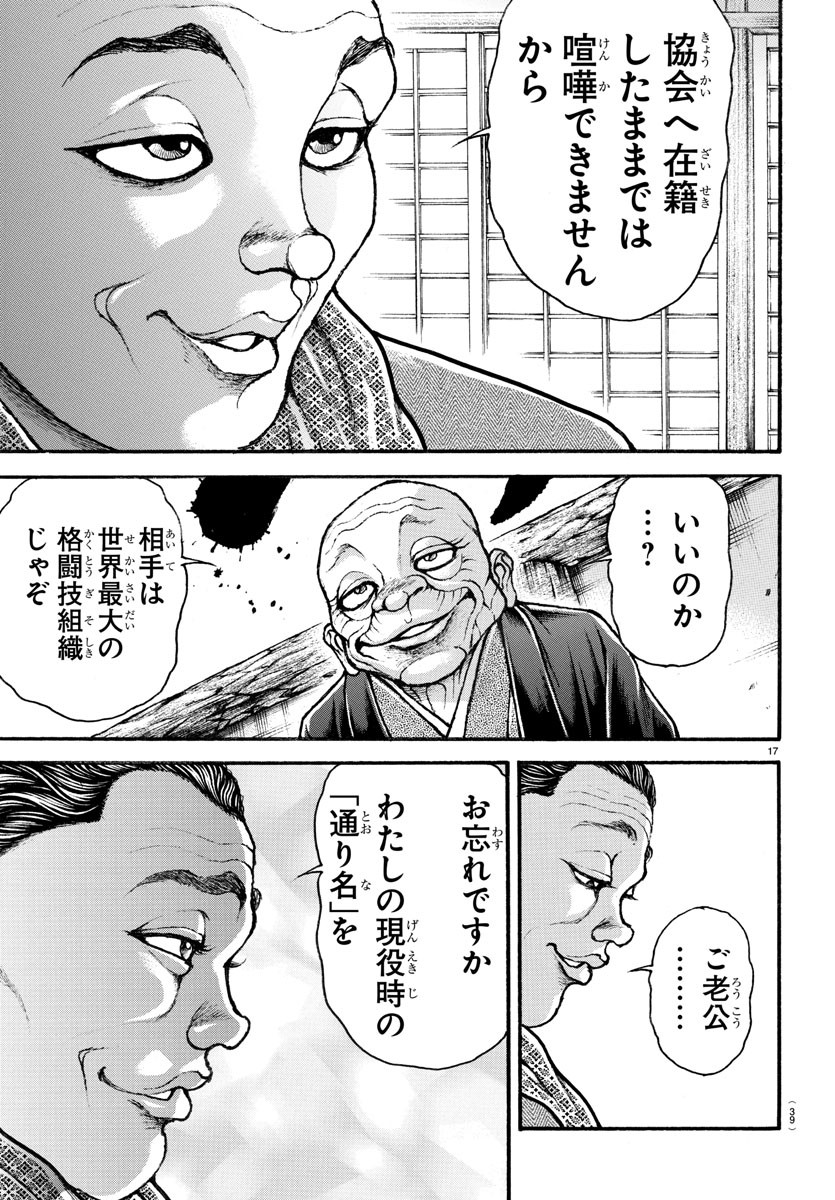 協会へ在籍
したままでは
喧嘩できません
から
いいのか
…?
相手は
世界最大の
格闘技組織
じゃぞ
17
ご老公
………
お忘れですか
わたしの現役時の
「通り名」を
(39)